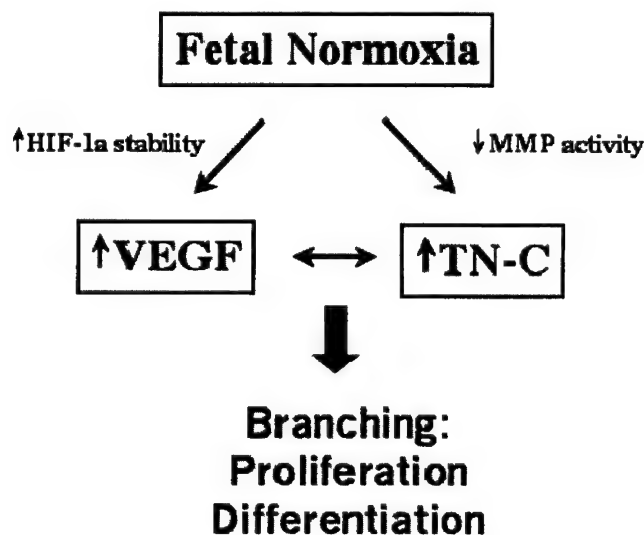 Fetal Normoxia
↑HIF-1a stability
↓MMP activity
↑VEGF
↑TN-C
Branching:
Proliferation
Differentiation